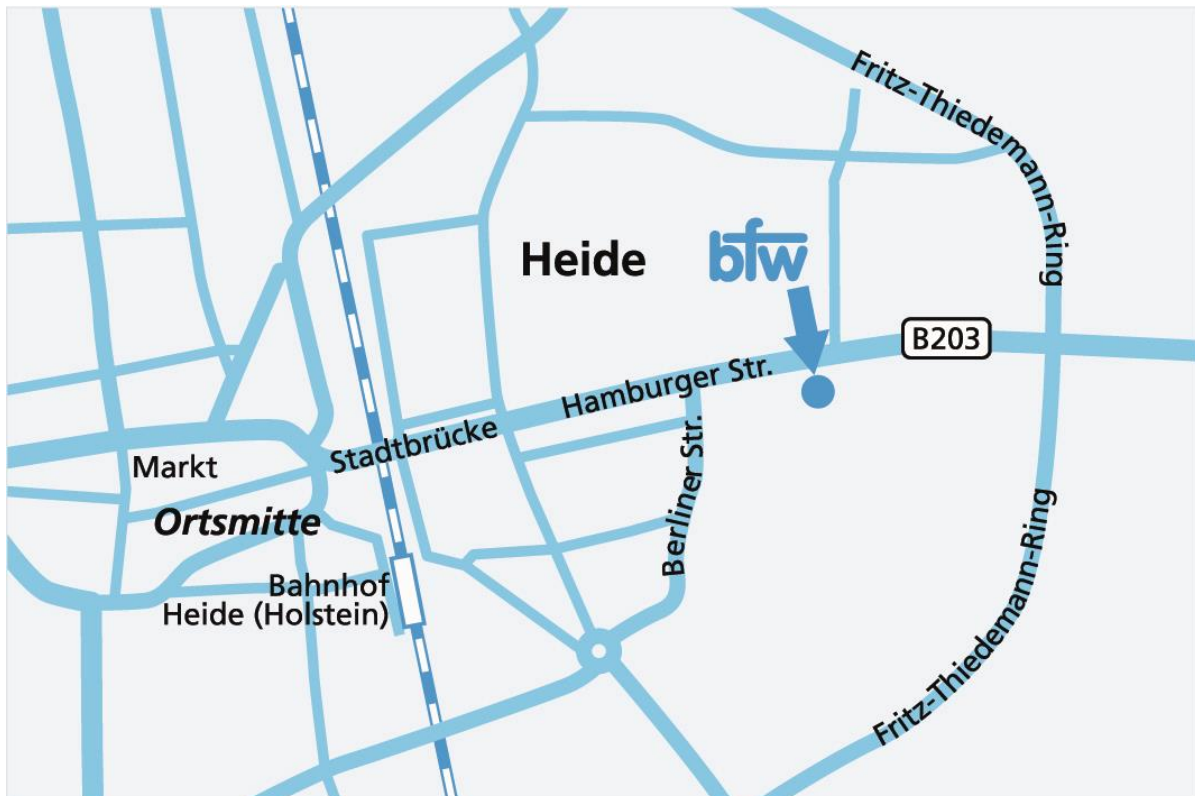 Fritz-Thiedemann-Ring
Heide
bfw
B203
Hamburger Str.
Stadtbrücke
Markt
Berliner Str.
Ortsmitte
Fritz-Thiedemann-Ring
Bahnhof
Heide (Holstein)